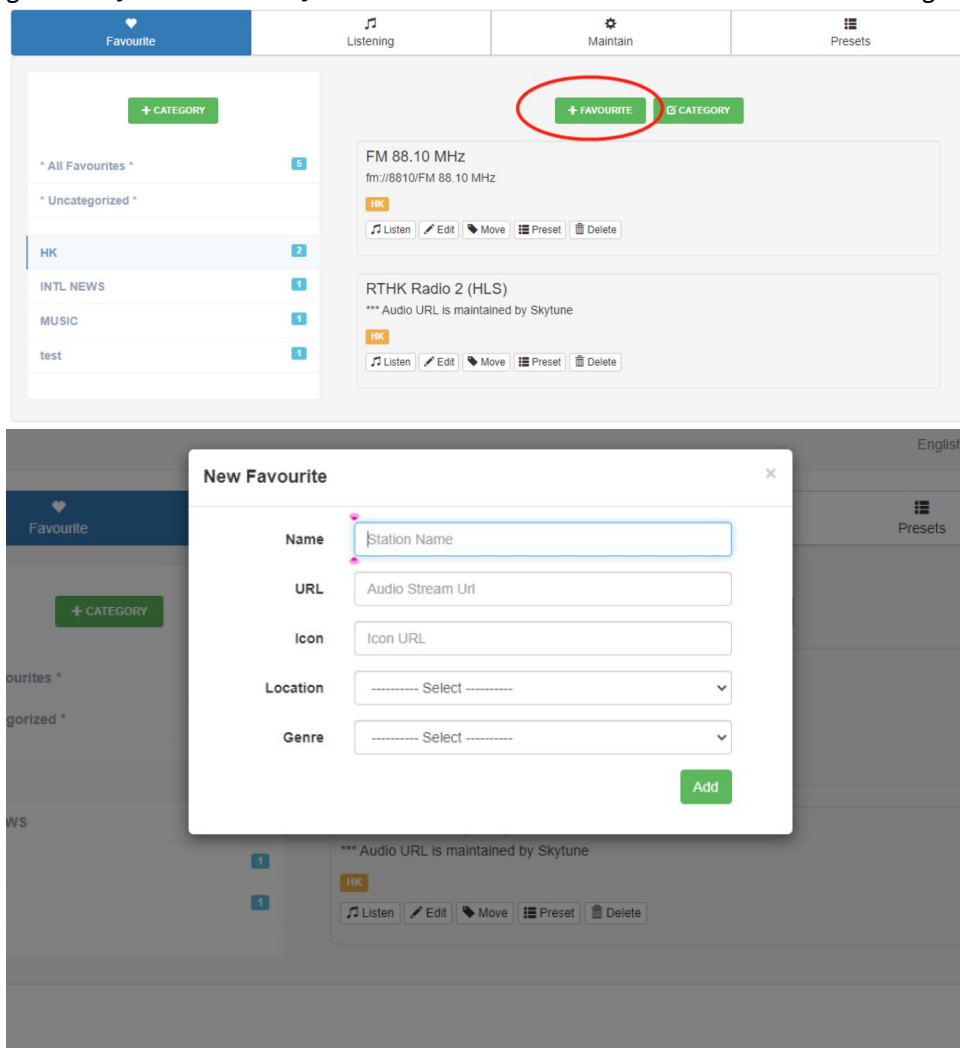 Favourite
Listening
Maintain
Presets
+ CATEGORY
+ FAVOURITE
CATEGORY
* All Favourites * 5
* Uncategorized *
HK 2
INTL NEWS 1
MUSIC 1
test 1
FM 88.10 MHz
fm://8810/FM 88.10 MHz
HK
Listen Edit Move Preset Delete
RTHK Radio 2 (HLS)
*** Audio URL is maintained by Skytune
HK
Listen Edit Move Preset Delete
English
New Favourite ×
Favourite
Presets
+ CATEGORY
Name Station Name
URL Audio Stream Url
Icon Icon URL
Location ---------- Select ----------
Genre ---------- Select ----------
Add
ourites *
gorized *
WS
1
1
*** Audio URL is maintained by Skytune
HK
Listen Edit Move Preset Delete